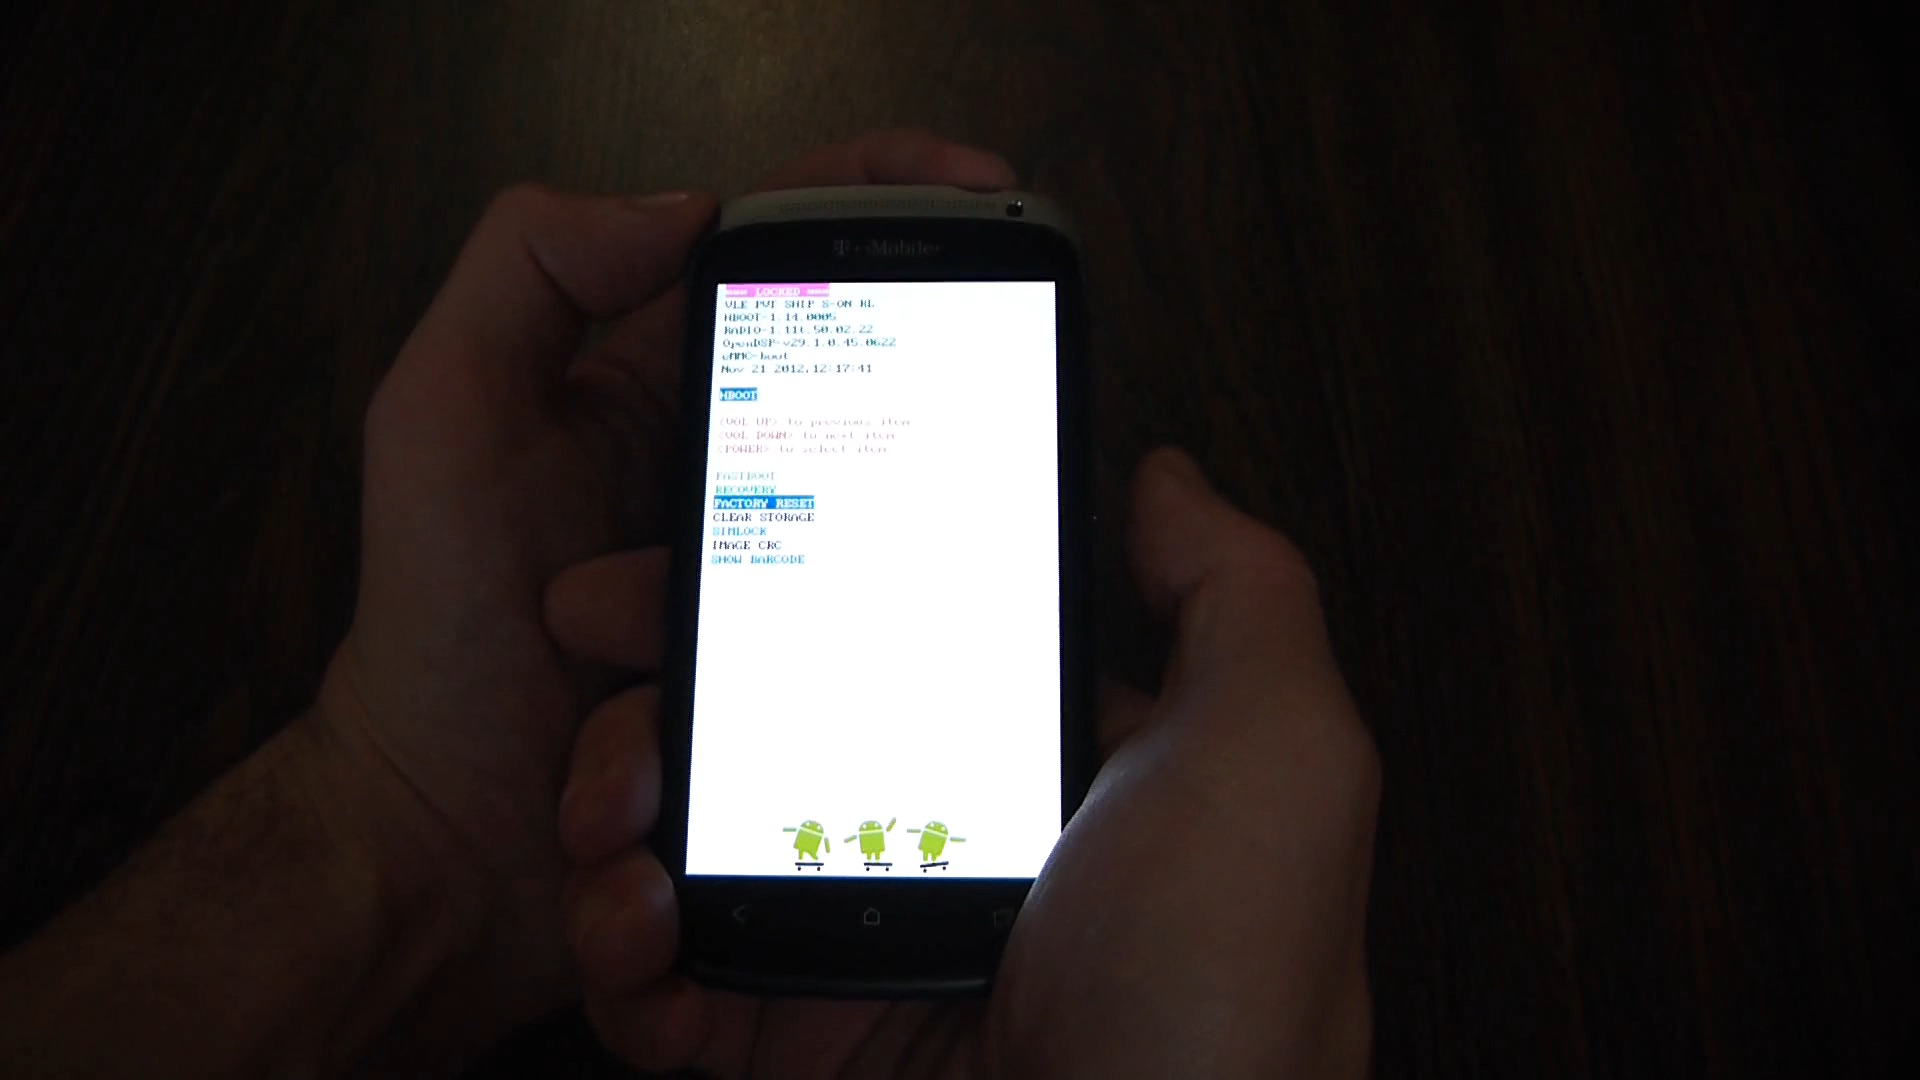 T··Mobile·
*** LOCKED ***
VLE PVT SHIP S-ON RL
HBOOT-1.14.0005
RADIO-1.11t.50.02.22
OpenDSP-v29.1.0.45.0622
eMMC-boot
Nov 21 2012,12:17:41
HBOOT
<VOL UP> to previous item
<VOL DOWN> to next item
<POWER> to select item
FASTBOOT
RECOVERY
FACTORY RESET
CLEAR STORAGE
SIMLOCK
IMAGE CRC
SHOW BARCODE